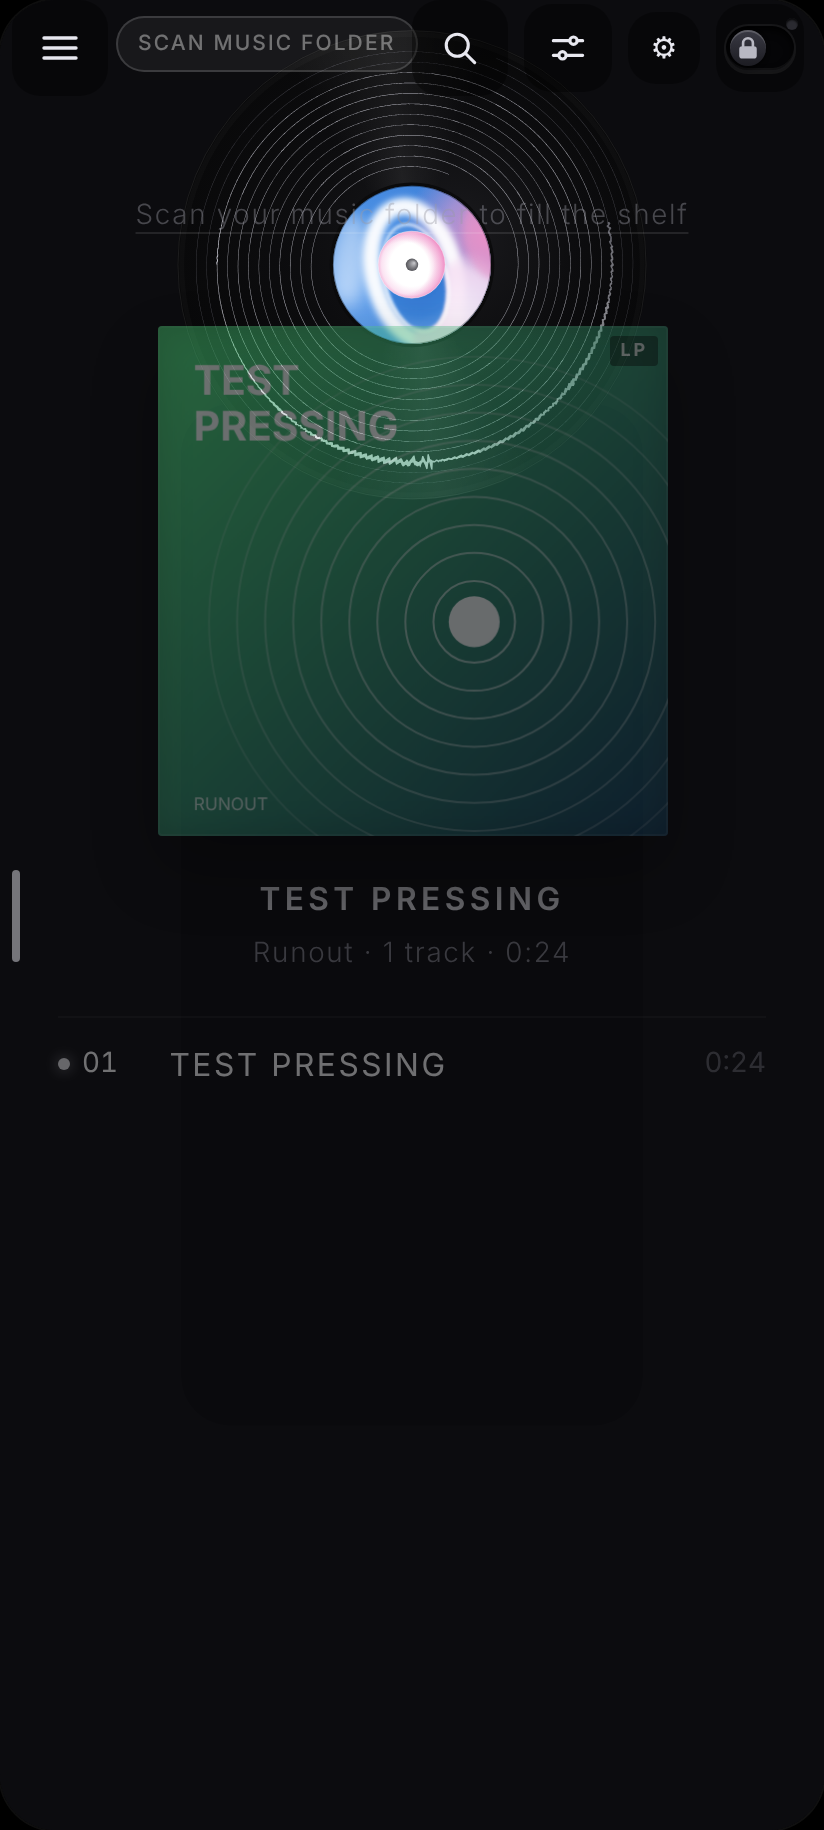 SCAN MUSIC FOLDER
Scan your music folder to fill the shelf
LP
TEST
PRESSING
RUNOUT
TEST PRESSING
Runout · 1 track · 0:24
01 TEST PRESSING 0:24